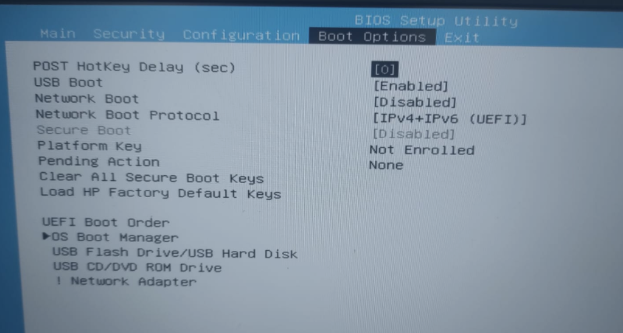 BIOS Setup Utility
Main Security Configuration Boot Options Exit
POST HotKey Delay (sec) [0]
USB Boot [Enabled]
Network Boot [Disabled]
Network Boot Protocol [IPv4+IPv6 (UEFI)]
Secure Boot [Disabled]
Platform Key Not Enrolled
Pending Action None
Clear All Secure Boot Keys
Load HP Factory Default Keys
UEFI Boot Order
▶OS Boot Manager
USB Flash Drive/USB Hard Disk
USB CD/DVD ROM Drive
! Network Adapter